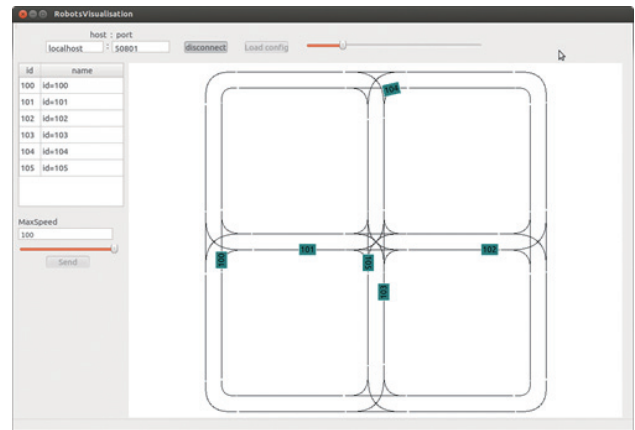 RobotsVisualisation
host : port
localhost : 50801 disconnect Load config
id name
100 id=100
101 id=101
102 id=102
103 id=103
104 id=104
105 id=105
MaxSpeed
100
Send
104
100
101
105
102
103